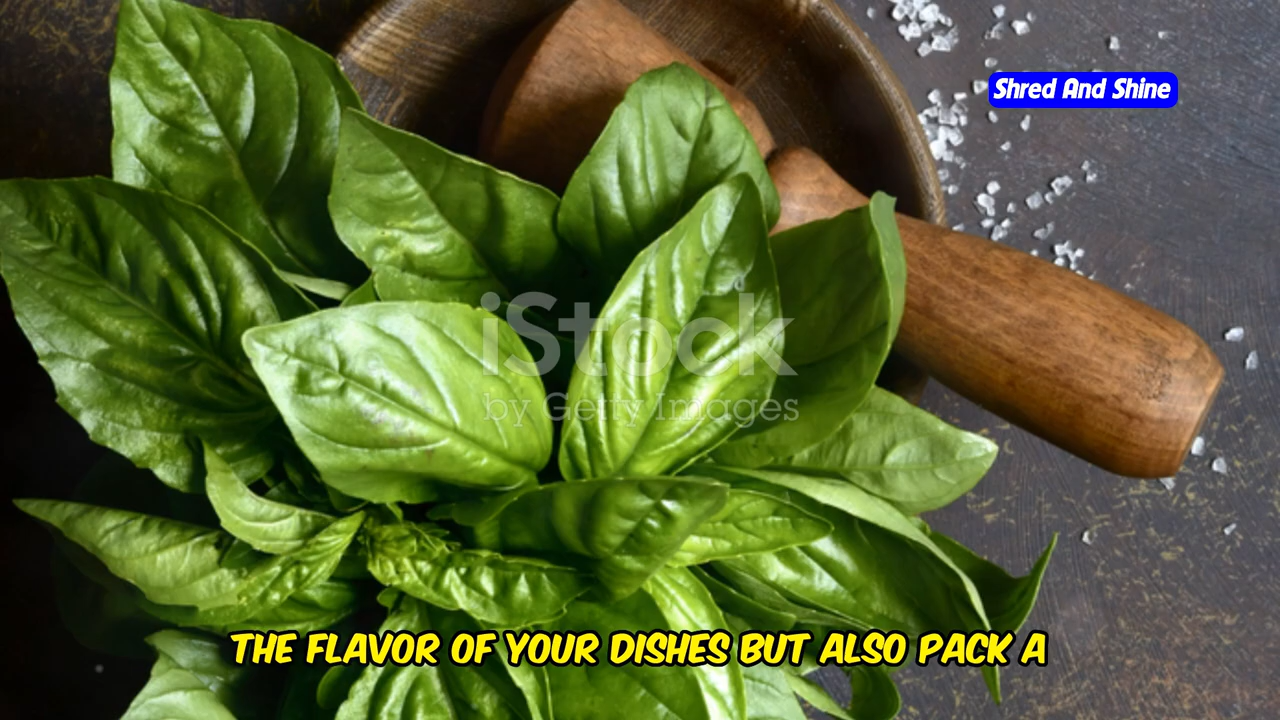 Shred And Shine
iStock
by Getty Images
THE FLAVOR OF YOUR DISHES BUT ALSO PACK A